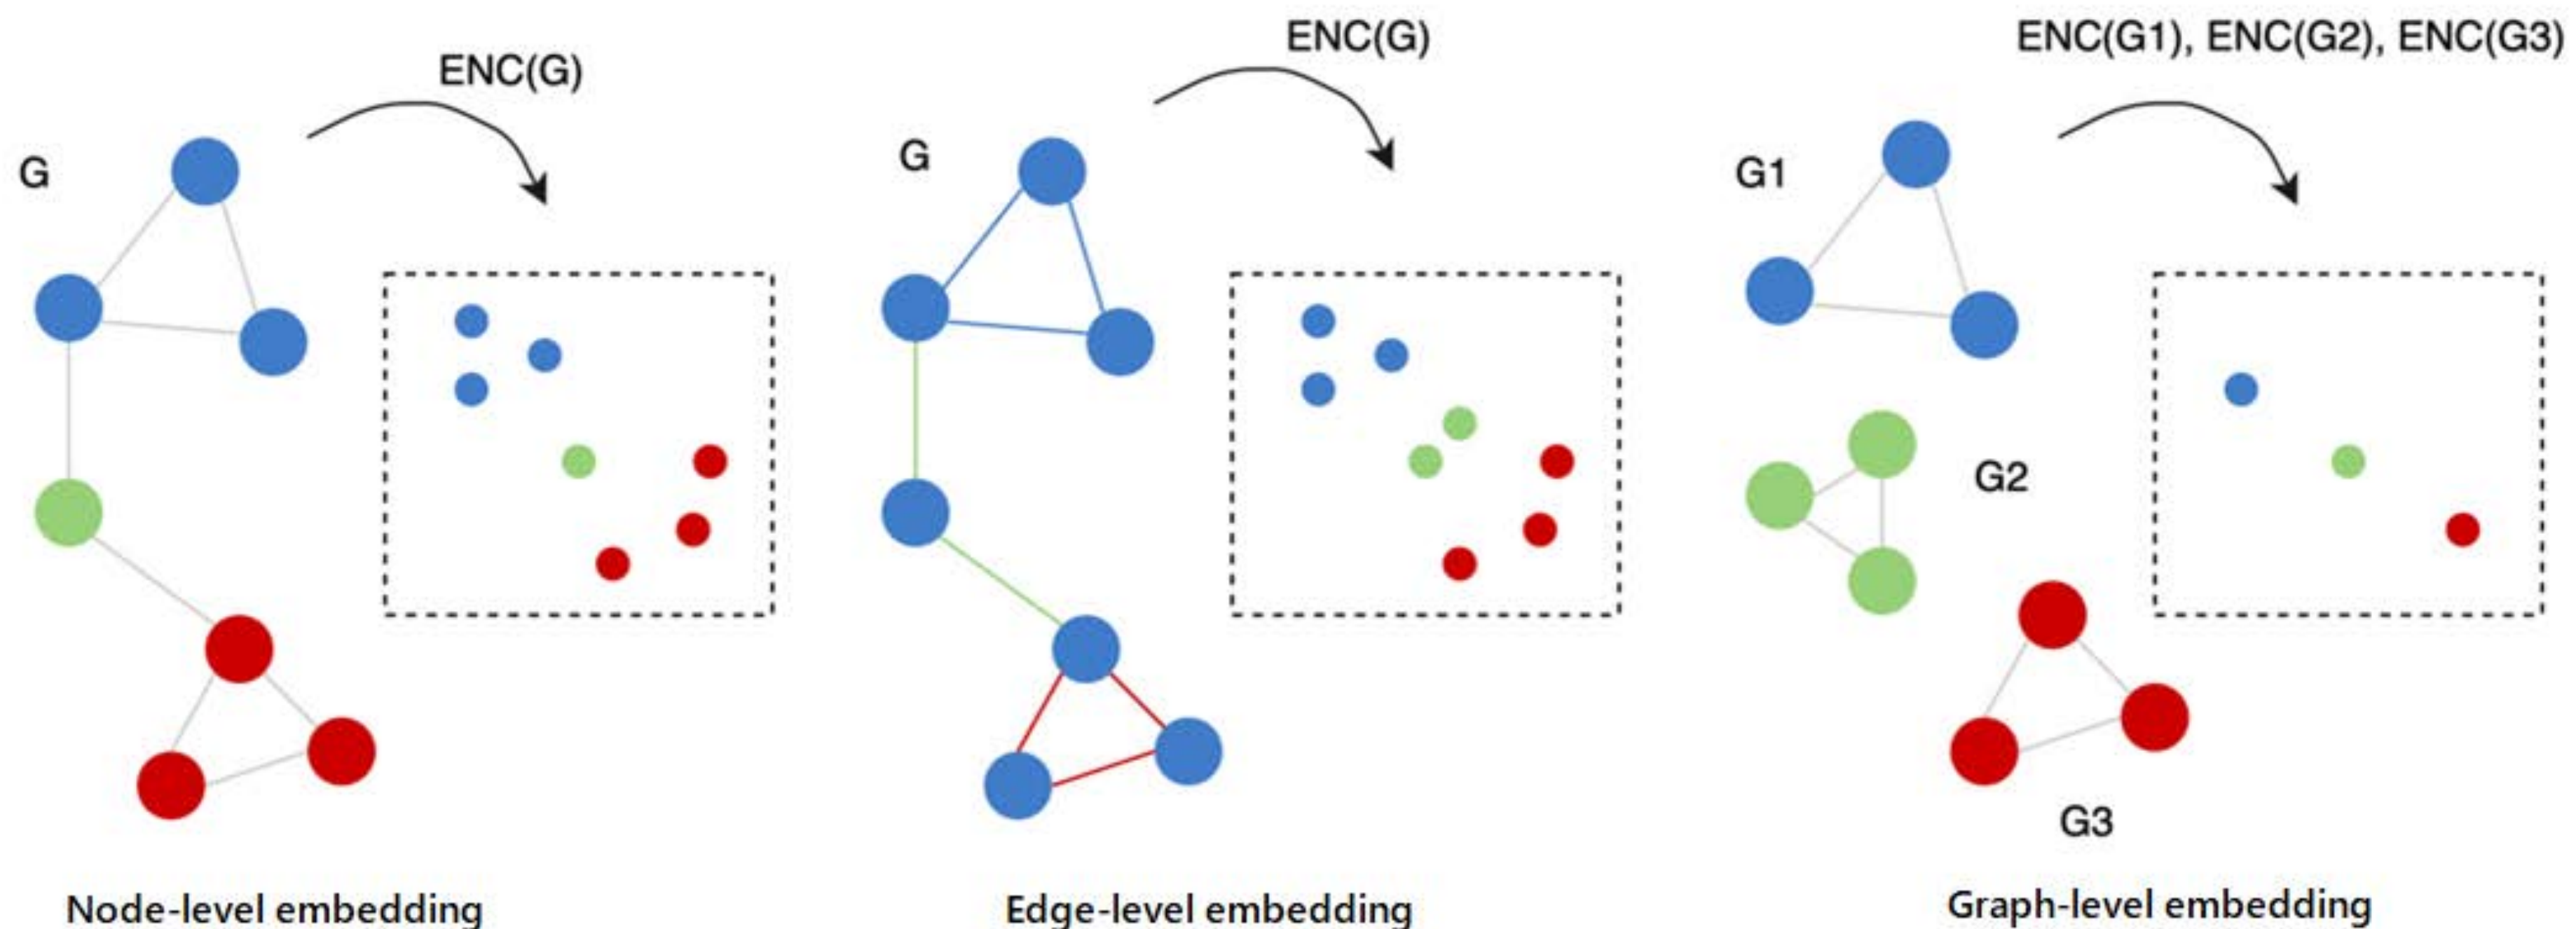 ENC(G)
G
Node-level embedding
ENC(G)
G
Edge-level embedding
ENC(G1), ENC(G2), ENC(G3)
G1
G2
G3
Graph-level embedding